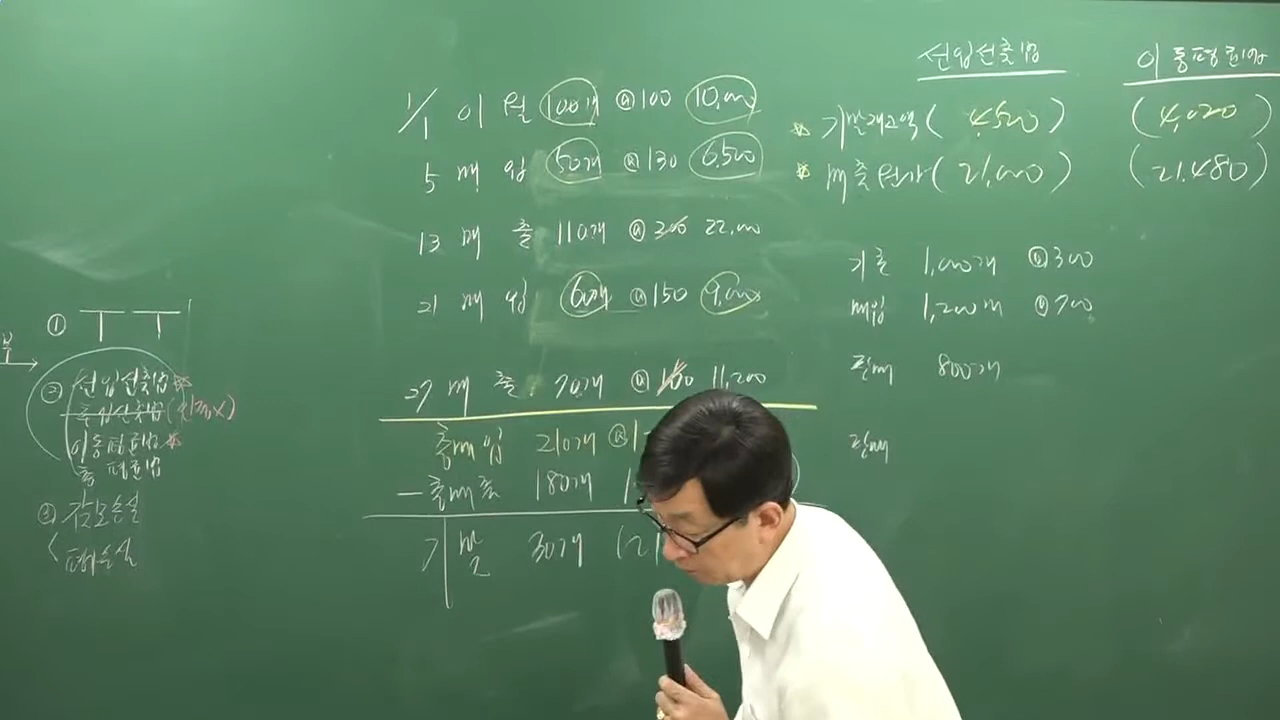 선입선출법 이동평균법
1/1 이 월 100개 @100 10,000
기말재고액 ( 4,500 ) ( 4,020 )
5 매 입 50개 @130 6,500
매출원가 ( 21,000 ) ( 21,480 )
13 매 출 110개 @300 22,000
기초 1,000개 @300
21 매 입 60개 @150 9,000
매입 1,200개 @700
27 매 출 70개 11,200
판매 800개
총매입 210개 @
판매
- 총매출 180개
기말 30개
①
② 선입선출법
후입선출법
이동평균법
총평균법
③ 감모손실
평가손실